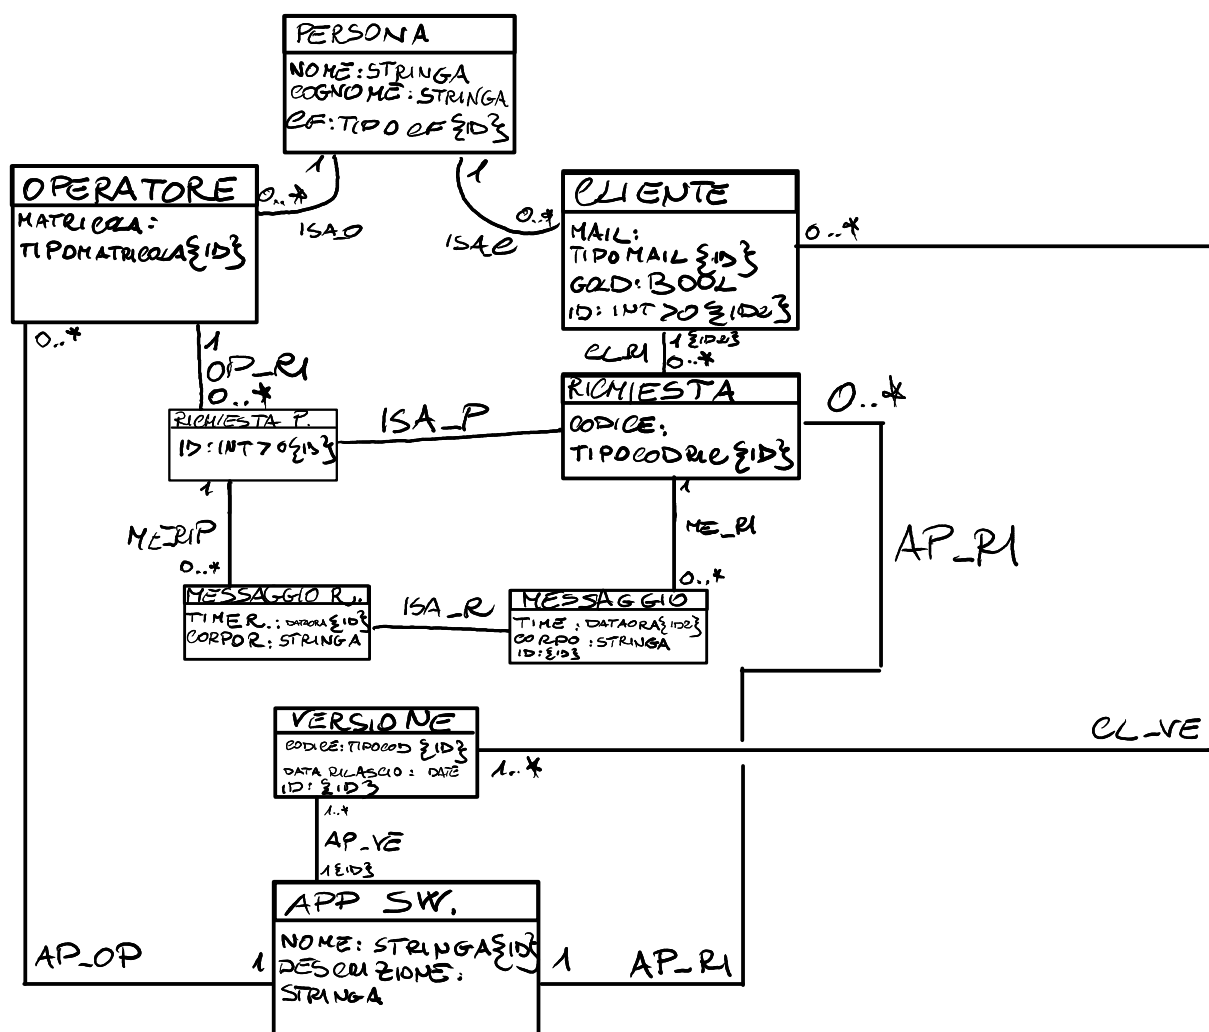 PERSONA
NOME: STRINGA
COGNOME: STRINGA
CF: TIPO CF {ID}
1
1
OPERATORE
MATRICOLA:
TIPOMATRICOLA {ID}
0..*
ISA_O
ISA_C
0..*
CLIENTE
MAIL:
TIPO MAIL {ID}
GOLD: BOOL
ID: INT > 0 {ID2}
0..*
0..*
1
OP_RI
0..*
1 {ID2}
CLRI
0..*
RICHIESTA P.
ID: INT > 0 {ID}
ISA_P
RICHIESTA
CODICE:
TIPOCODRIC {ID}
0..*
1
ME_RIP
0..*
1
ME_RI
0..*
AP_RI
MESSAGGIO R..
TIMER.: DATAORA {ID}
CORPOR: STRINGA
ISA_R
MESSAGGIO
TIME: DATAORA {ID2}
CORPO: STRINGA
ID: {ID}
VERSIONE
CODICE: TIPOCOD {ID}
DATA RILASCIO: DATE
ID: {ID}
1..*
CL_VE
1..*
AP_VE
1 {ID}
APP SW.
NOME: STRINGA {ID}
DESCRIZIONE:
STRINGA
AP_OP
1
1
AP_RI